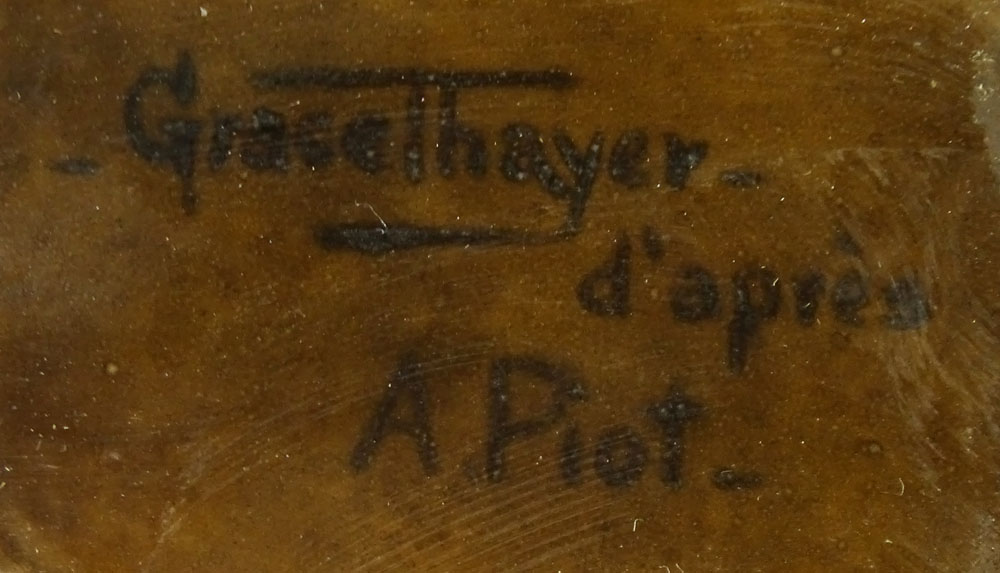 - Grace Thayer -
d'après
A. Piot -